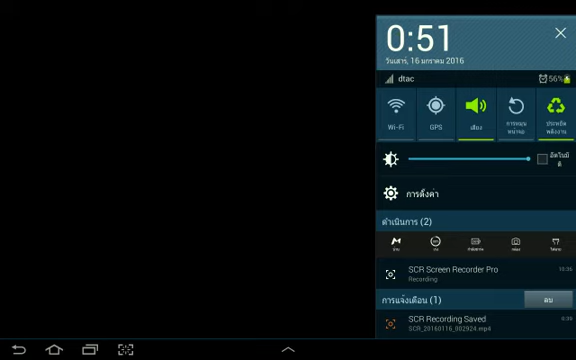 0:51
วันเสาร์, 16 มกราคม 2016
dtac
56%
Wi-Fi
GPS
เสียง
การหมุน
หน้าจอ
ประหยัด
พลังงาน
อัตโนมั
ติ
การตั้งค่า
ดำเนินการ (2)
SCR Screen Recorder Pro
Recording
การแจ้งเตือน (1)
ลบ
SCR Recording Saved
SCR_20160116_002924.mp4